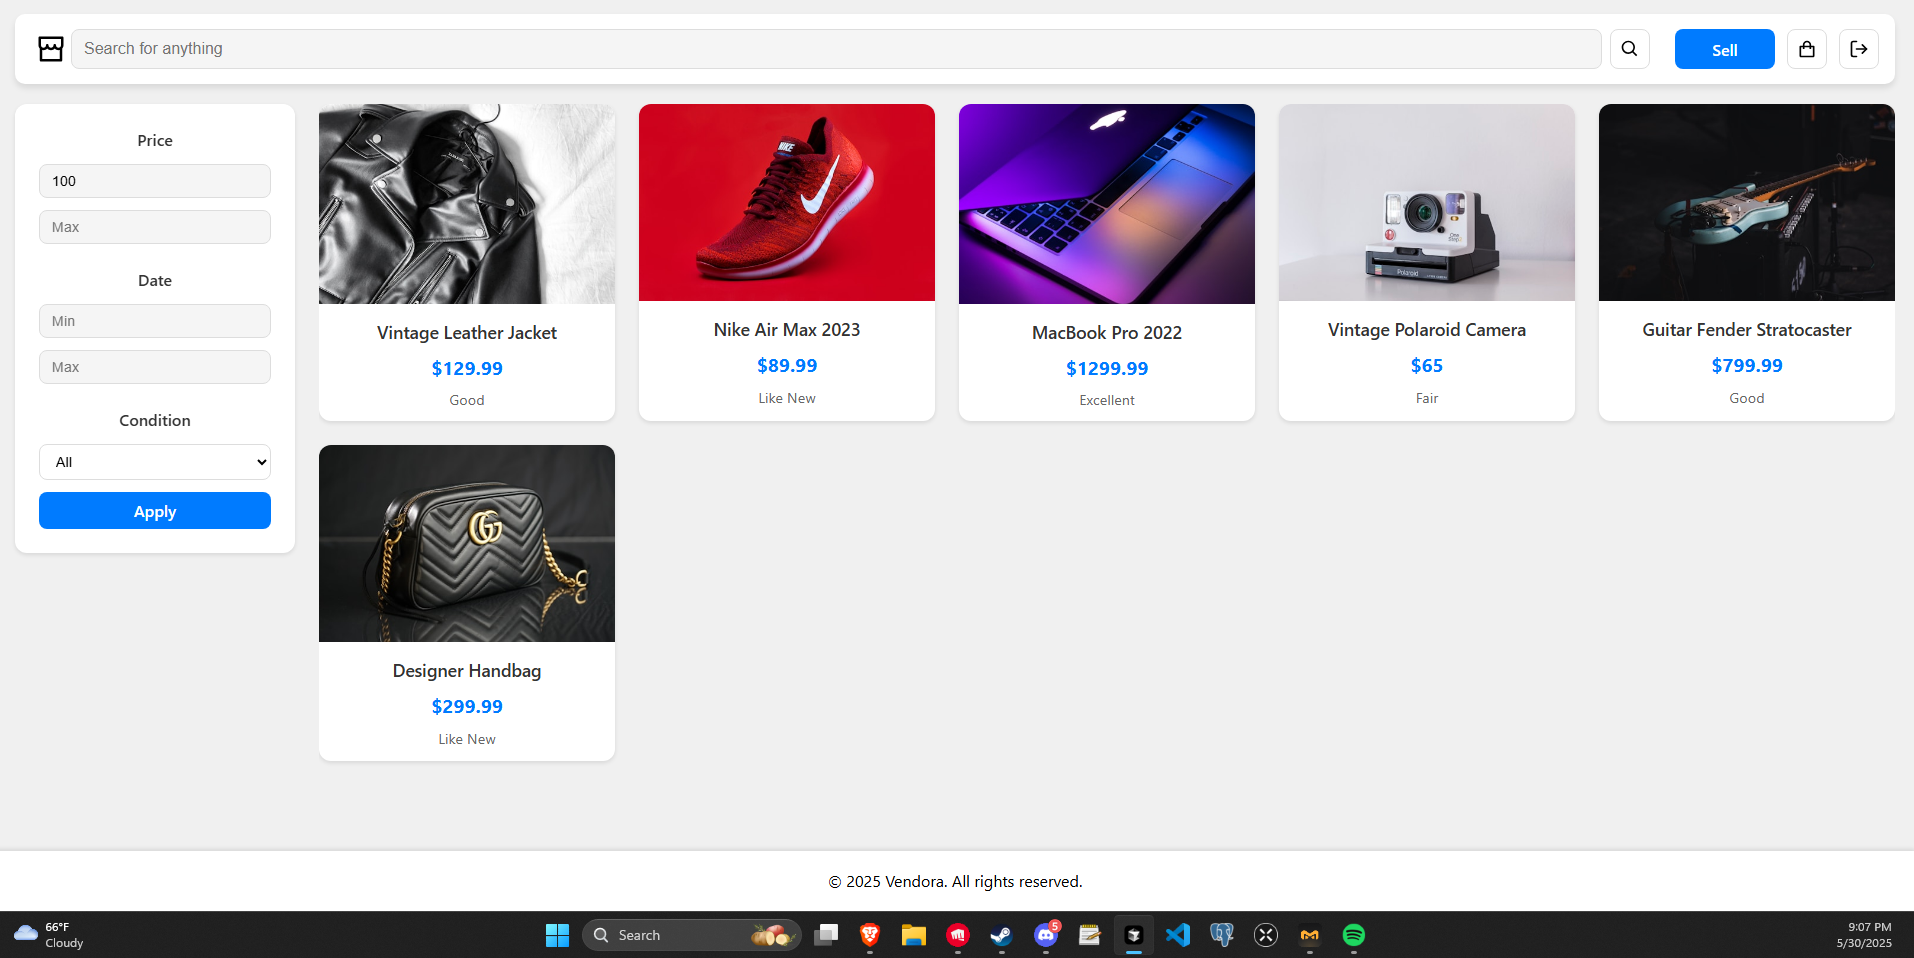 Search for anything
Sell
Price
100
Max
Date
Min
Max
Condition
All
Apply
NIKE
Polaroid
Vintage Leather Jacket
$129.99
Good
Nike Air Max 2023
$89.99
Like New
MacBook Pro 2022
$1299.99
Excellent
Vintage Polaroid Camera
$65
Fair
Guitar Fender Stratocaster
$799.99
Good
Designer Handbag
$299.99
Like New
© 2025 Vendora. All rights reserved.
66°F
Cloudy
Search
5
9:07 PM
5/30/2025